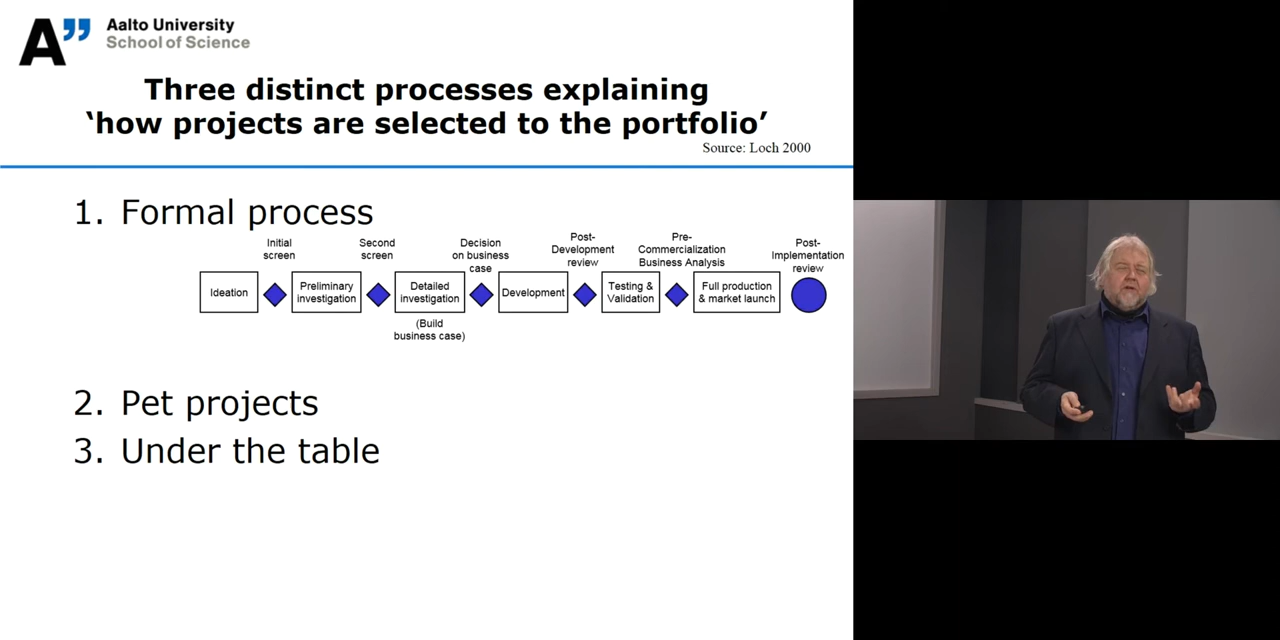 Aalto University
School of Science
Three distinct processes explaining
‘how projects are selected to the portfolio’
Source: Loch 2000
1. Formal process
Initial
screen
Second
screen
Decision
on business
case
Post-
Development
review
Pre-
Commercialization
Business Analysis
Post-
Implementation
review
Ideation
Preliminary
investigation
Detailed
investigation
Development
Testing &
Validation
Full production
& market launch
(Build
business case)
2. Pet projects
3. Under the table